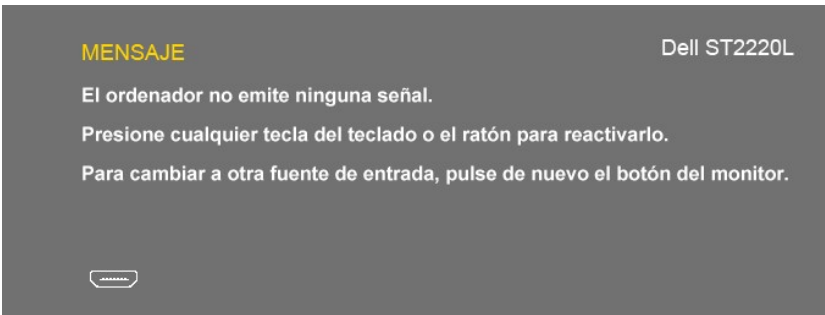 MENSAJE
Dell ST2220L
El ordenador no emite ninguna señal.
Presione cualquier tecla del teclado o el ratón para reactivarlo.
Para cambiar a otra fuente de entrada, pulse de nuevo el botón del monitor.